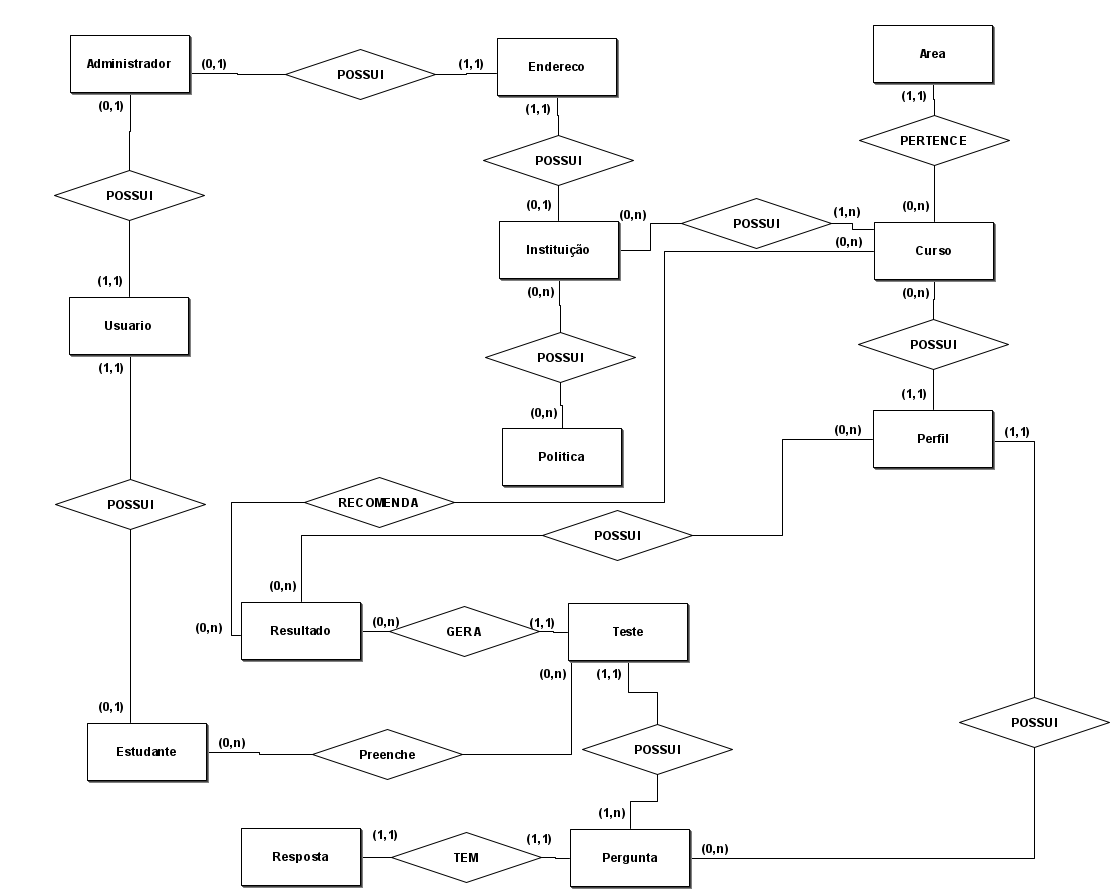 Area
Administrador
(0,1)
POSSUI
(1,1)
Endereco
(0,1)
(1,1)
(1,1)
PERTENCE
POSSUI
POSSUI
(0,1)
(0,n)
(0,n)
POSSUI
(1,n)
(0,n)
Instituição
Curso
(1,1)
(0,n)
(0,n)
Usuario
POSSUI
POSSUI
(1,1)
(1,1)
(0,n)
(0,n)
Perfil
(1,1)
Politica
POSSUI
RECOMENDA
POSSUI
(0,n)
(0,n)
Resultado
(0,n)
GERA
(1,1)
Teste
(0,n)
(1,1)
(0,1)
POSSUI
Estudante
(0,n)
Preenche
POSSUI
(1,n)
Resposta
(1,1)
TEM
(1,1)
Pergunta
(0,n)